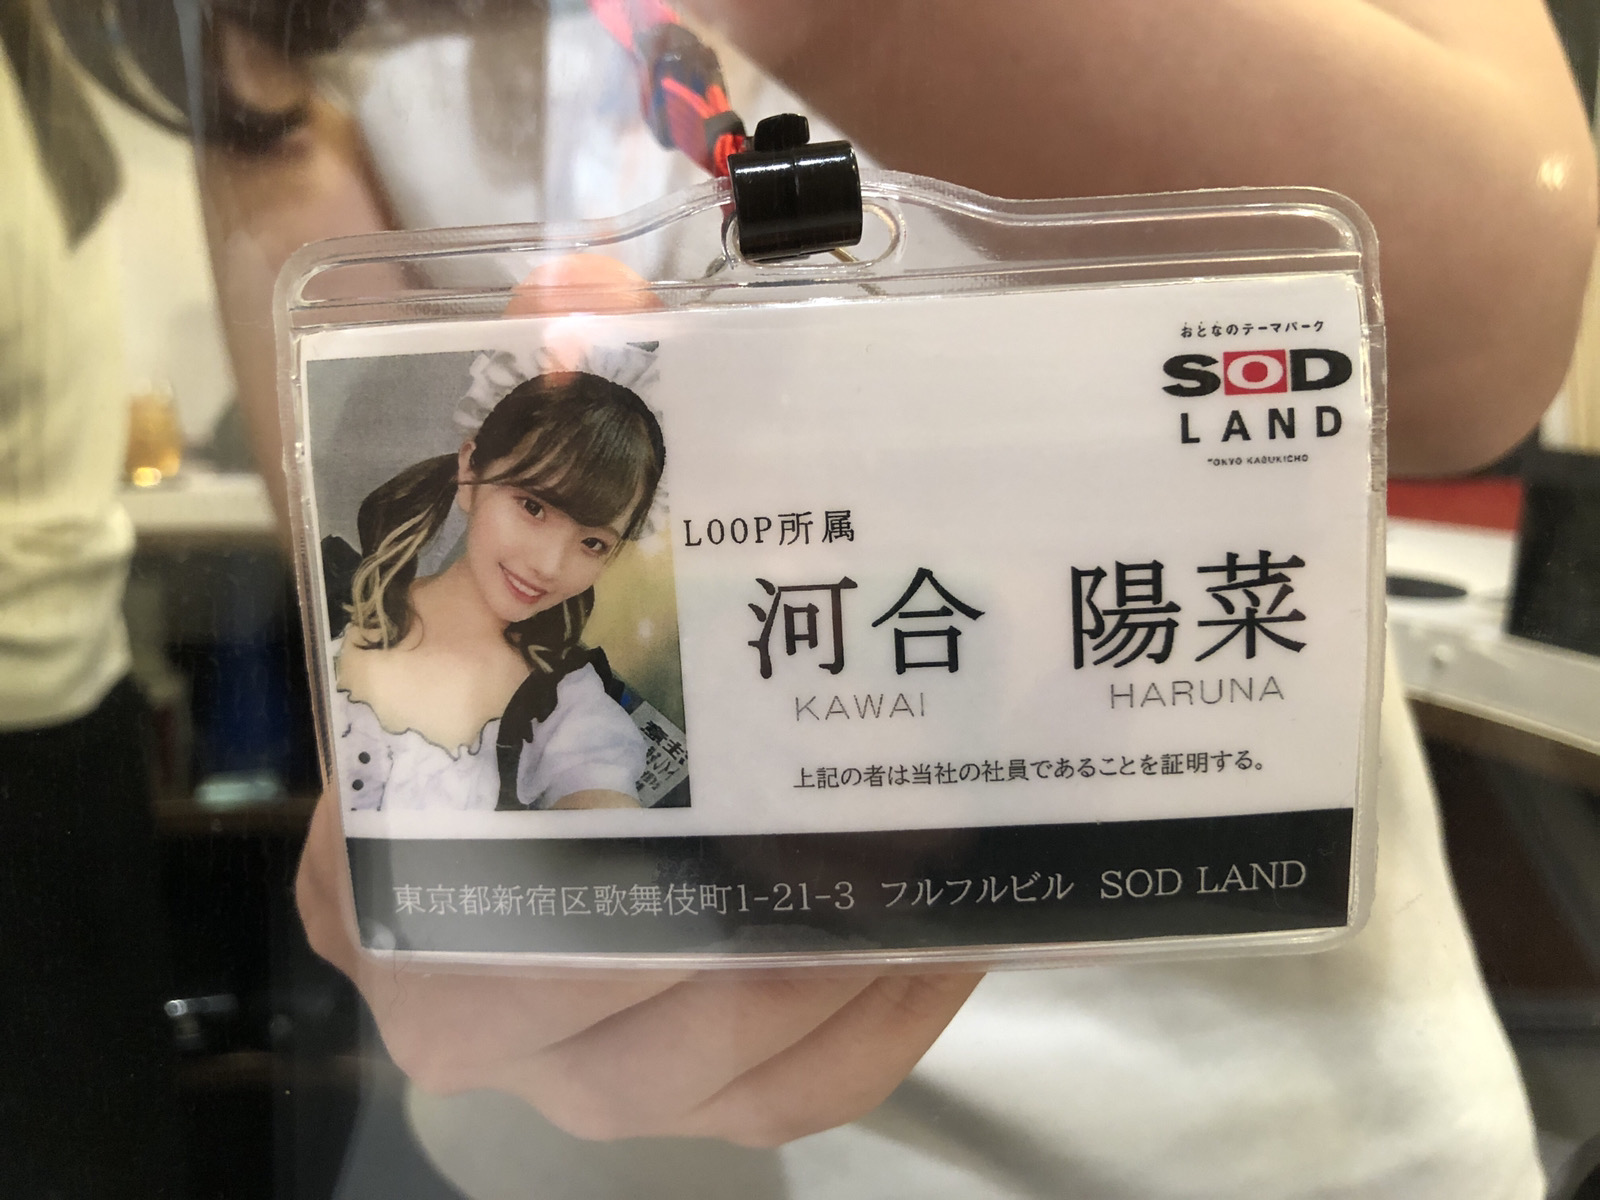 おとなのテーマパーク
SOD
LAND
TOKYO KABUKICHO
LOOP所属
河合 陽菜
KAWAI HARUNA
上記の者は当社の社員であることを証明する。
東京都新宿区歌舞伎町1-21-3 フルフルビル SOD LAND